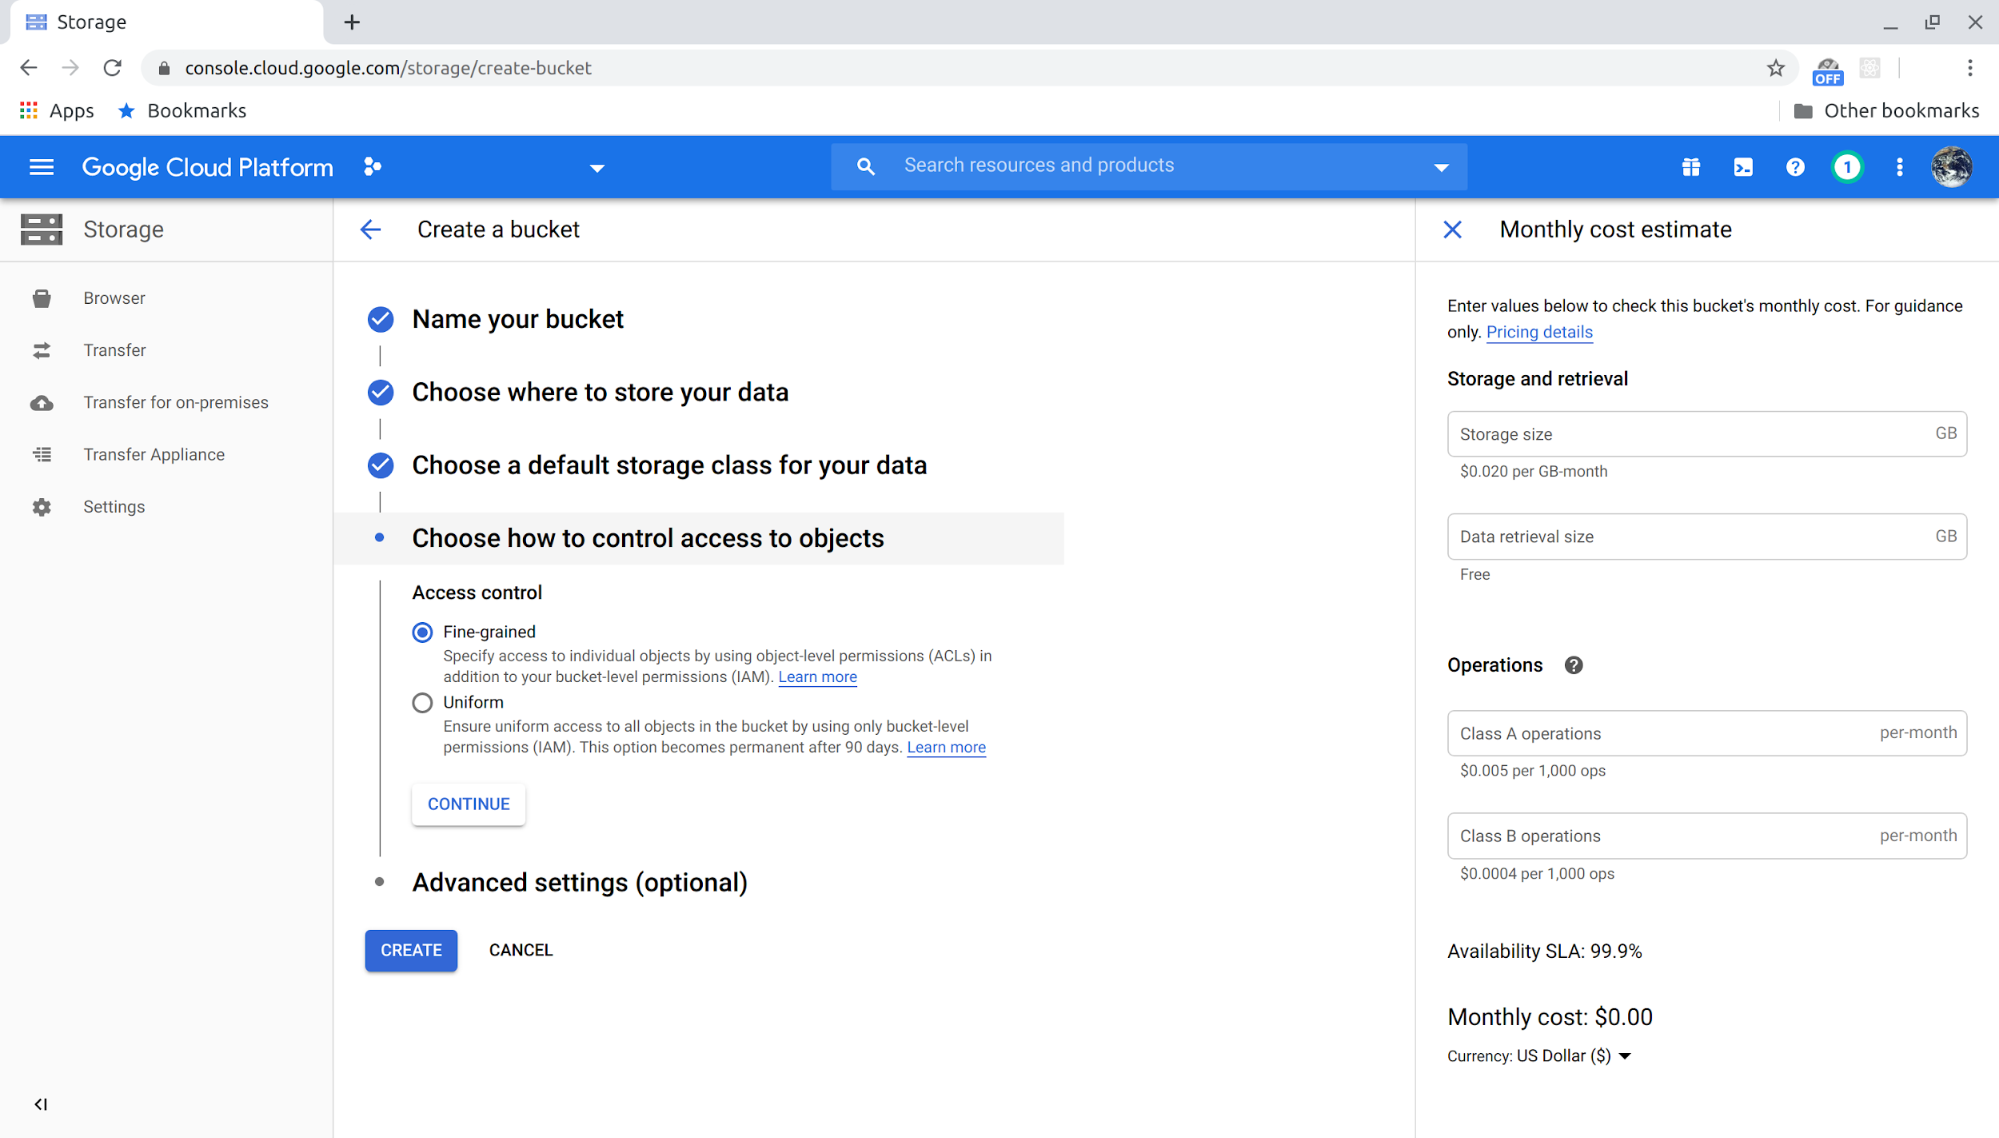 Storage
console.cloud.google.com/storage/create-bucket
OFF
Apps
Bookmarks
Other bookmarks
Google Cloud Platform
Search resources and products
1
Storage
Create a bucket
Monthly cost estimate
Browser
Transfer
Transfer for on-premises
Transfer Appliance
Settings
Name your bucket
Choose where to store your data
Choose a default storage class for your data
Choose how to control access to objects
Access control
Fine-grained
Specify access to individual objects by using object-level permissions (ACLs) in
addition to your bucket-level permissions (IAM). Learn more
Uniform
Ensure uniform access to all objects in the bucket by using only bucket-level
permissions (IAM). This option becomes permanent after 90 days. Learn more
CONTINUE
Advanced settings (optional)
CREATE
CANCEL
Enter values below to check this bucket's monthly cost. For guidance
only. Pricing details
Storage and retrieval
Storage size GB
$0.020 per GB-month
Data retrieval size GB
Free
Operations
Class A operations per-month
$0.005 per 1,000 ops
Class B operations per-month
$0.0004 per 1,000 ops
Availability SLA: 99.9%
Monthly cost: $0.00
Currency: US Dollar ($)